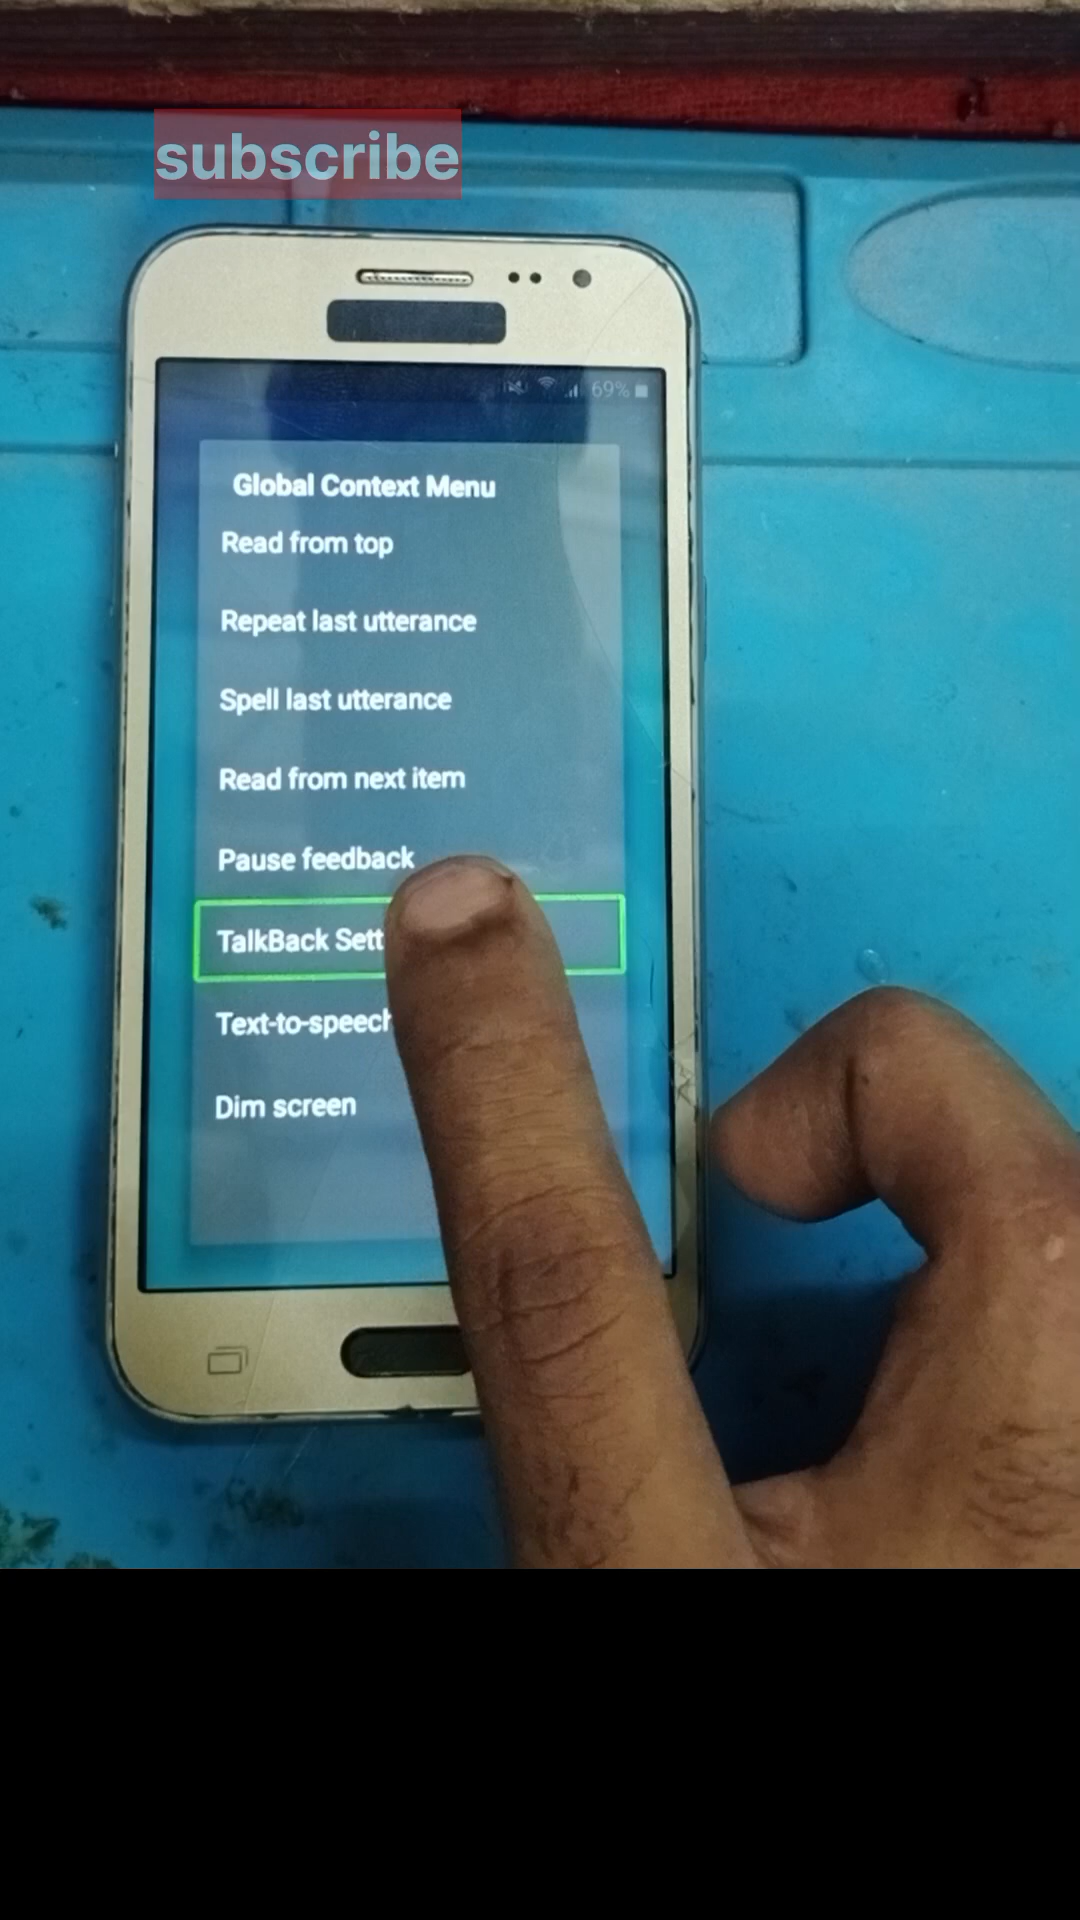 subscribe
69%
Global Context Menu
Read from top
Repeat last utterance
Spell last utterance
Read from next item
Pause feedback
TalkBack Sett
Text-to-speech
Dim screen